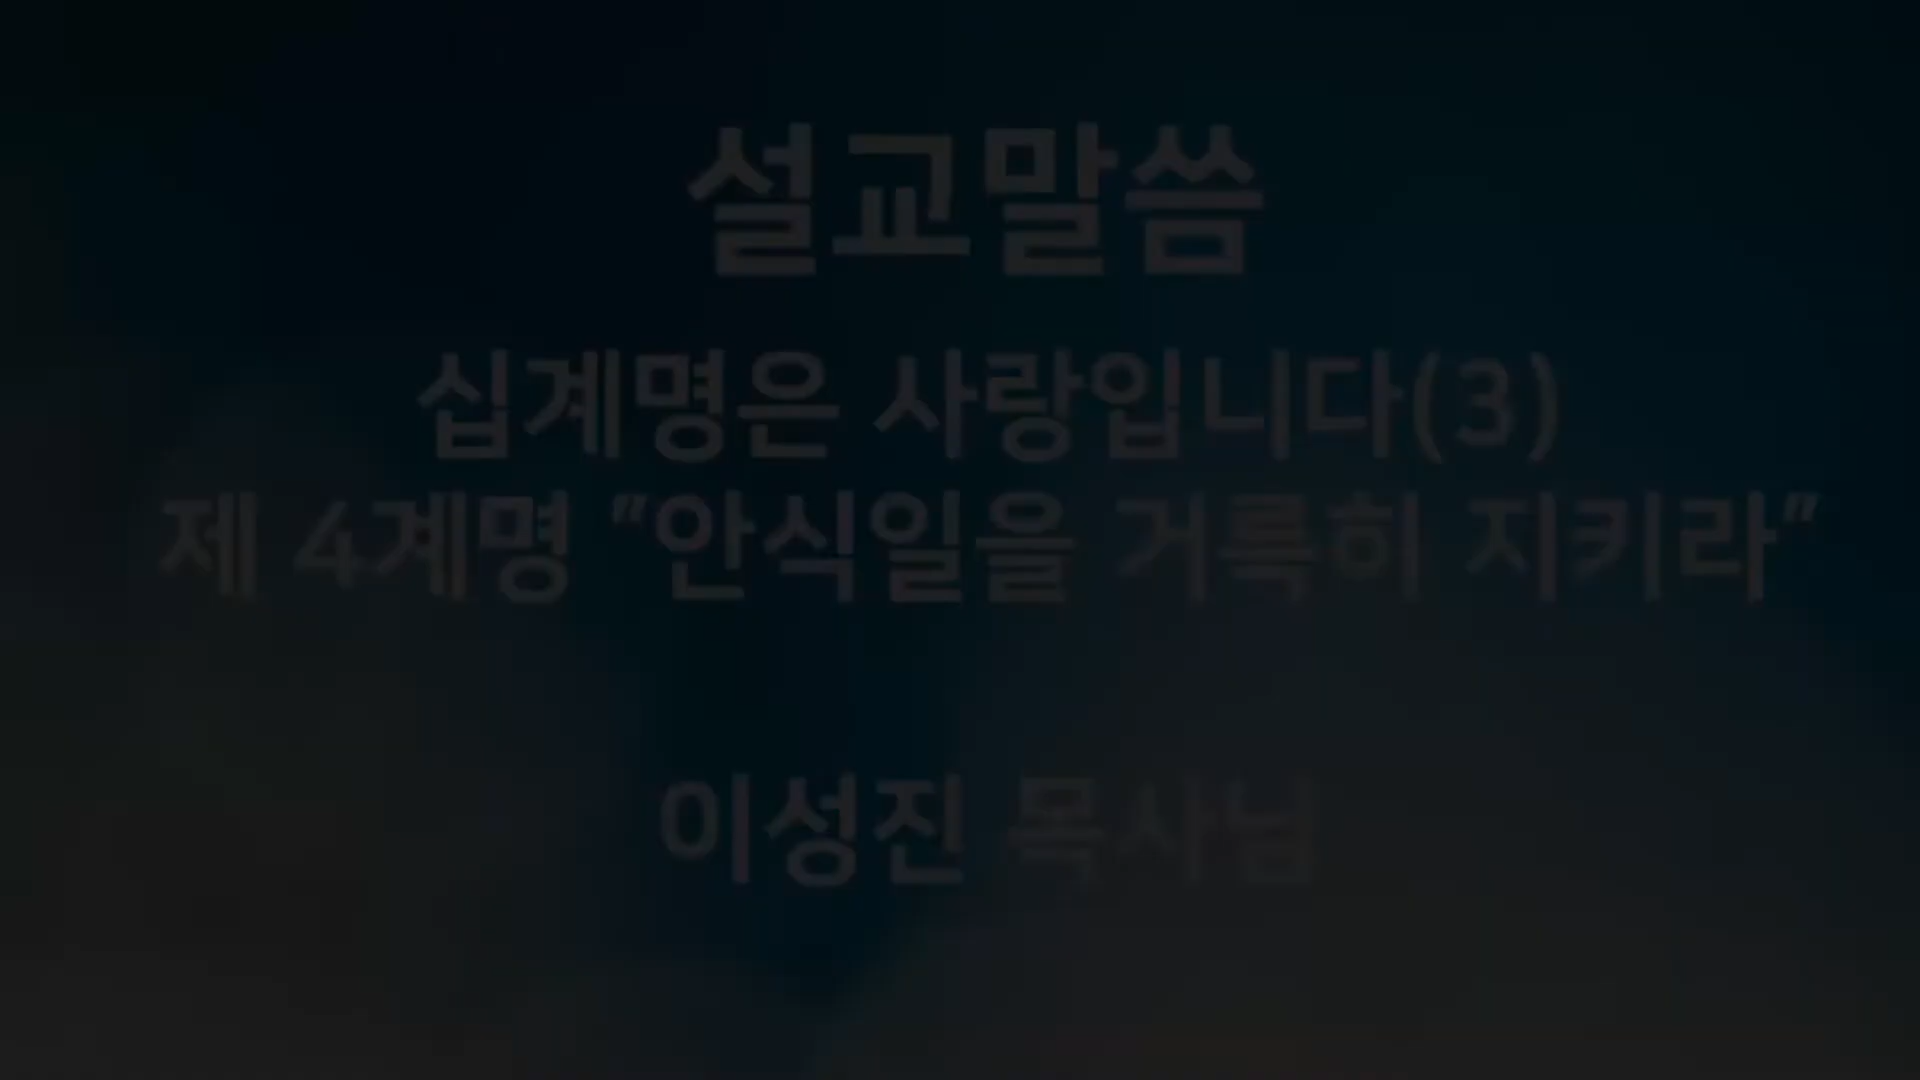 설교말씀
십계명은 사랑입니다(3)
제 4계명 "안식일을 거룩히 지키라"
이성진 목사님